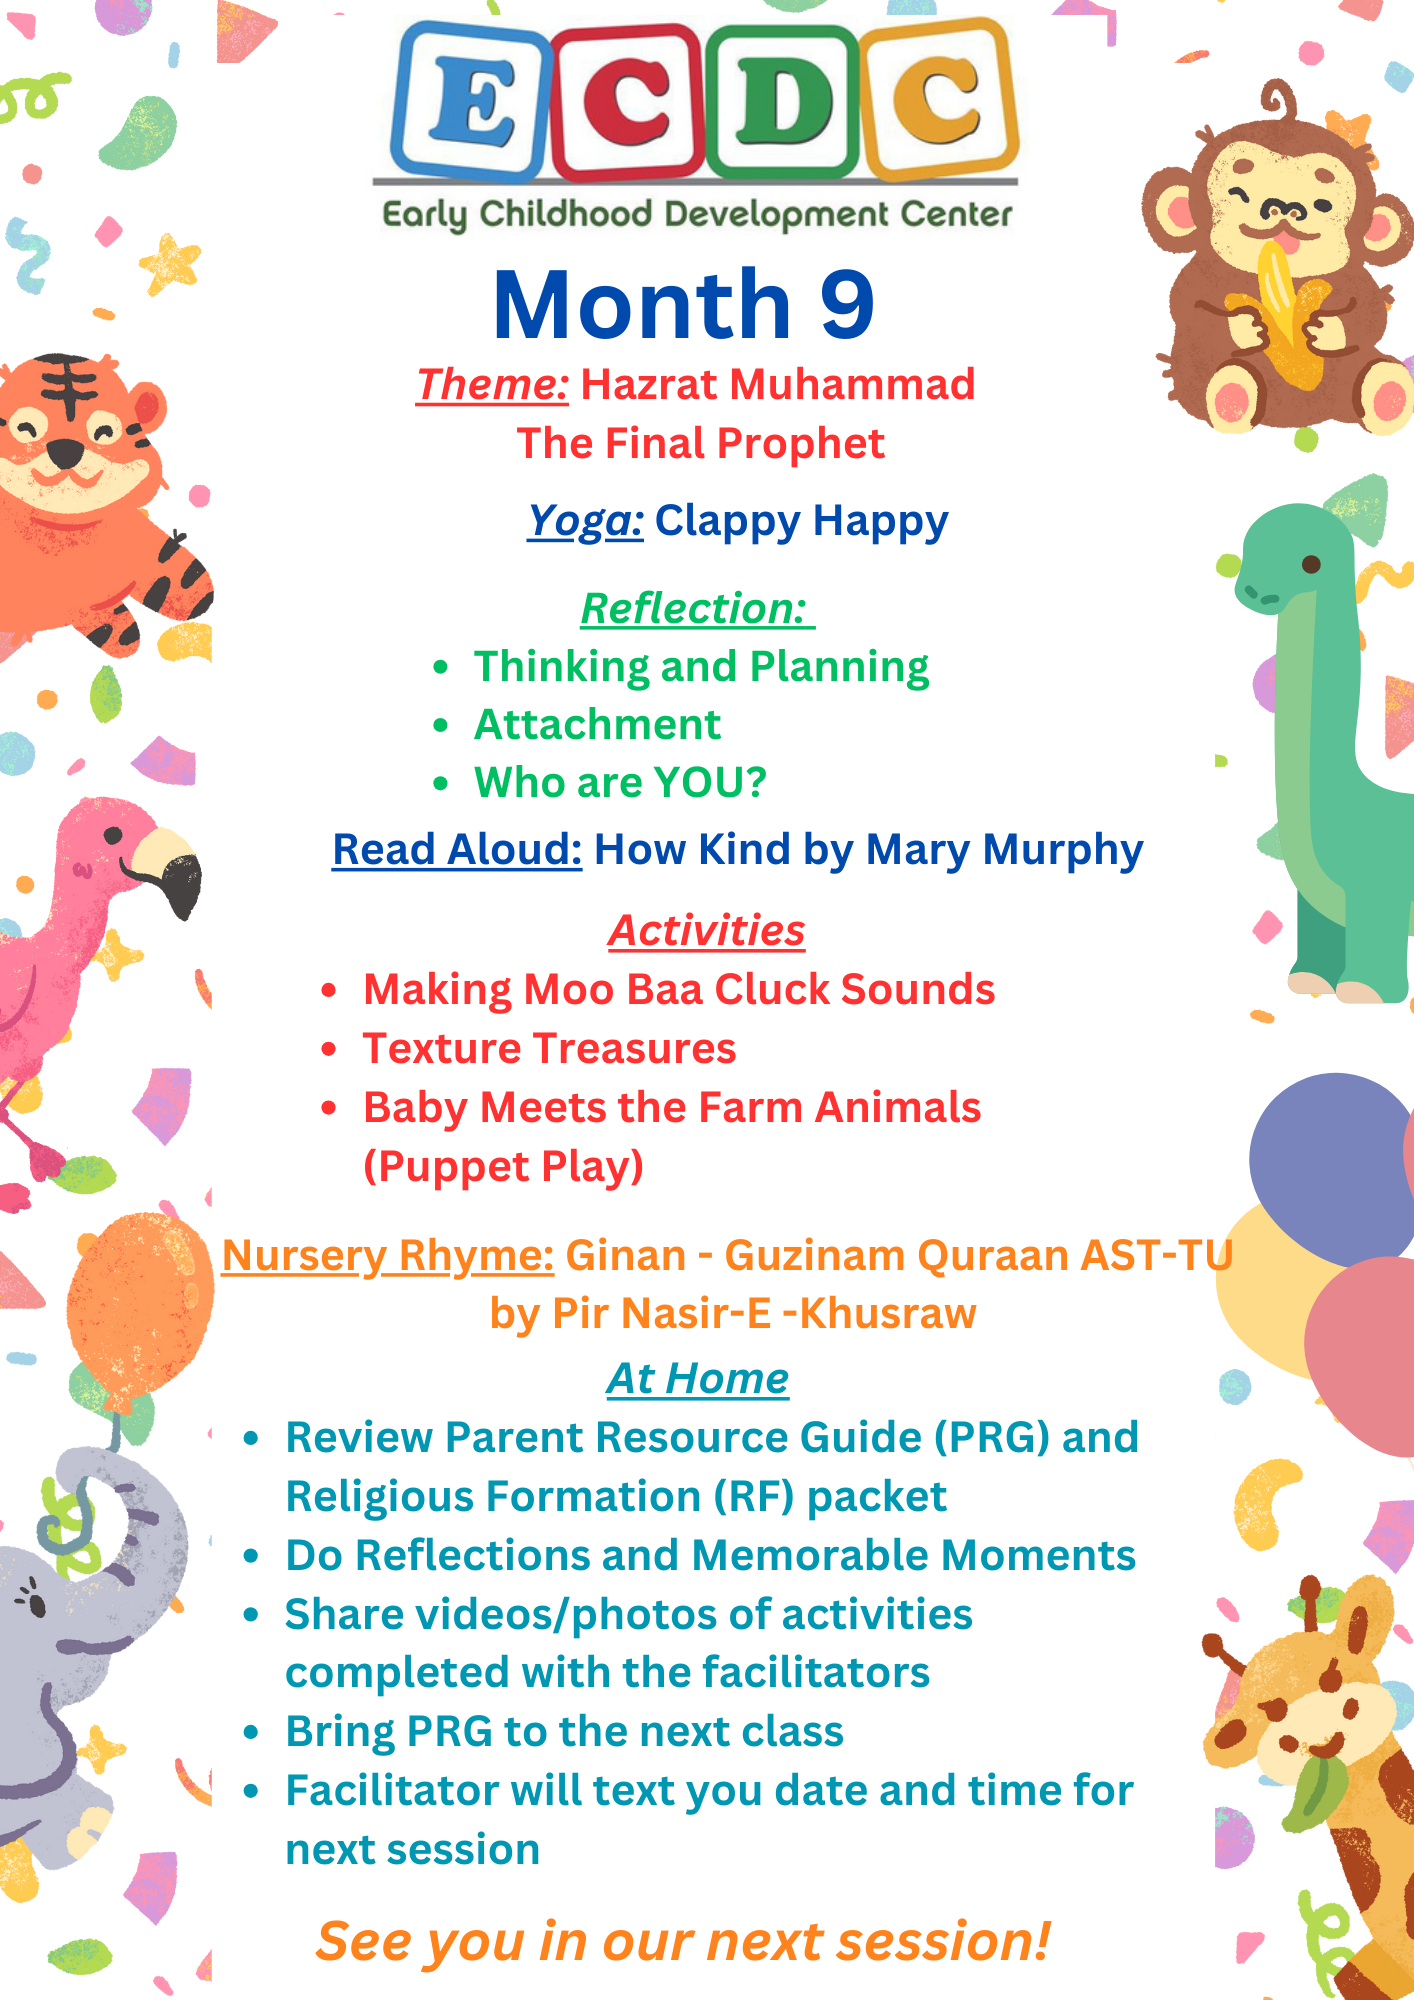 E C D C
Early Childhood Development Center
Month 9
Theme: Hazrat Muhammad
The Final Prophet
Yoga: Clappy Happy
Reflection:
• Thinking and Planning
• Attachment
• Who are YOU?
Read Aloud: How Kind by Mary Murphy
Activities
• Making Moo Baa Cluck Sounds
• Texture Treasures
• Baby Meets the Farm Animals
(Puppet Play)
Nursery Rhyme: Ginan - Guzinam Quraan AST-TU
by Pir Nasir-E -Khusraw
At Home
• Review Parent Resource Guide (PRG) and
Religious Formation (RF) packet
• Do Reflections and Memorable Moments
• Share videos/photos of activities
completed with the facilitators
• Bring PRG to the next class
• Facilitator will text you date and time for
next session
See you in our next session!